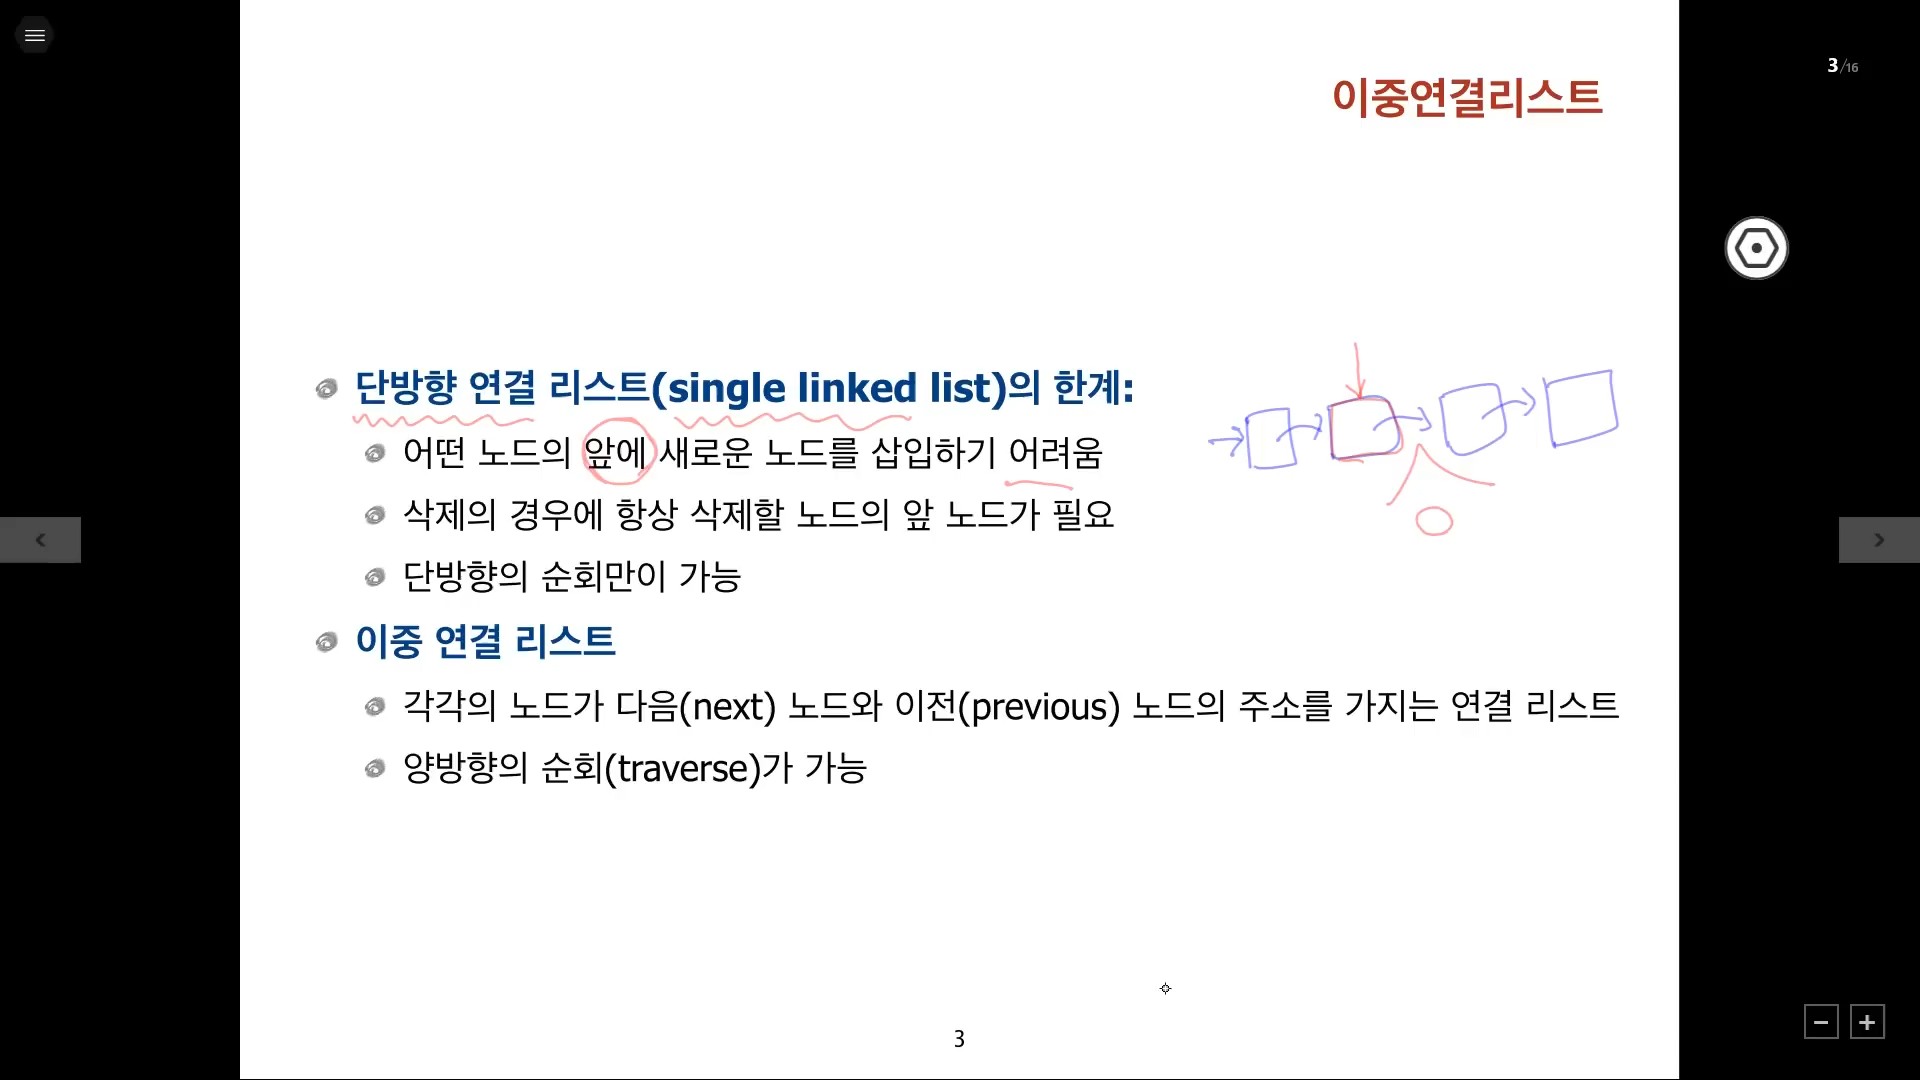 3/16
이중연결리스트
단방향 연결 리스트(single linked list)의 한계:
어떤 노드의 앞에 새로운 노드를 삽입하기 어려움
삭제의 경우에 항상 삭제할 노드의 앞 노드가 필요
단방향의 순회만이 가능
이중 연결 리스트
각각의 노드가 다음(next) 노드와 이전(previous) 노드의 주소를 가지는 연결 리스트
양방향의 순회(traverse)가 가능
3